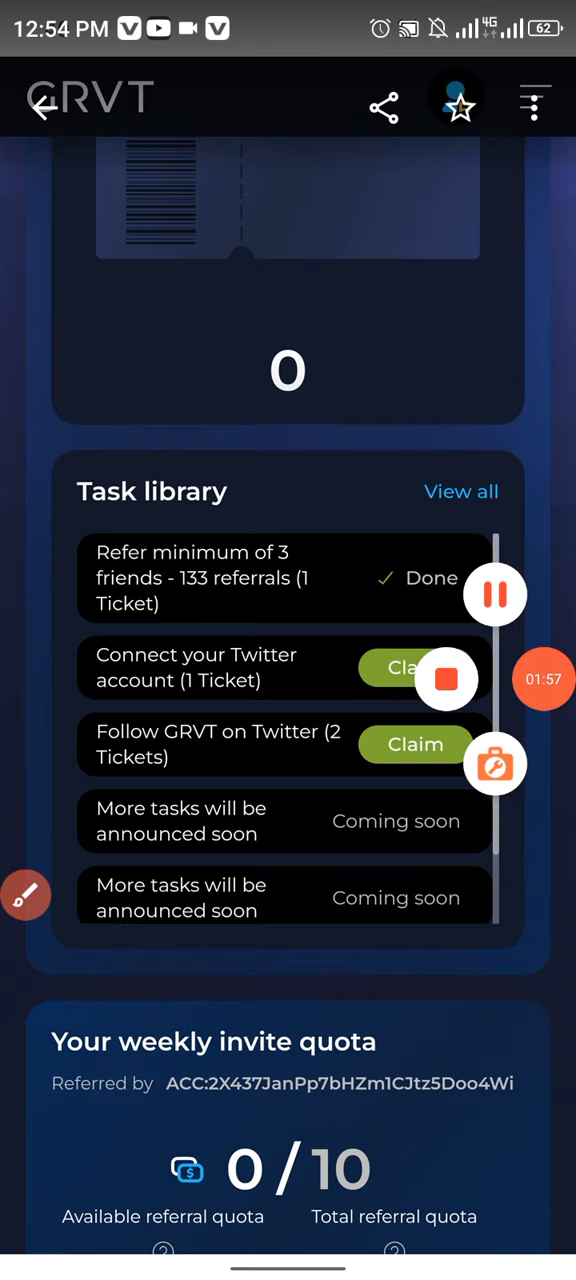 12:54 PM
4G
62
GRVT
0
Task library
View all
Refer minimum of 3
friends - 133 referrals (1
Ticket)
Done
Connect your Twitter
account (1 Ticket)
Cla
01:57
Follow GRVT on Twitter (2
Tickets)
Claim
More tasks will be
announced soon
Coming soon
More tasks will be
announced soon
Coming soon
Your weekly invite quota
Referred by ACC:2X437JanPp7bHZm1CJtz5Doo4Wi
0 / 10
Available referral quota
Total referral quota